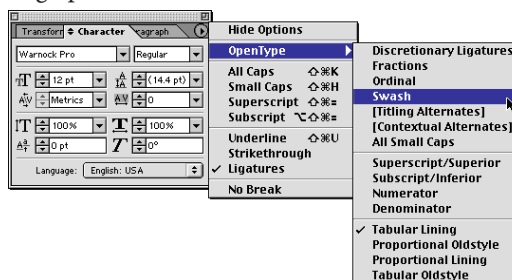 Transform Character ragraph
Warnock Pro Regular
12 pt (14.4 pt)
Metrics 0
100% 100%
0 pt 0°
Language: English: USA
Hide Options
OpenType
All Caps ⇧⌘K
Small Caps ⇧⌘H
Superscript ⇧⌘=
Subscript ⌥⇧⌘=
Underline ⇧⌘U
Strikethrough
✓ Ligatures
No Break
Discretionary Ligatures
Fractions
Ordinal
Swash
[Titling Alternates]
[Contextual Alternates]
All Small Caps
Superscript/Superior
Subscript/Inferior
Numerator
Denominator
✓ Tabular Lining
Proportional Oldstyle
Proportional Lining
Tabular Oldstyle